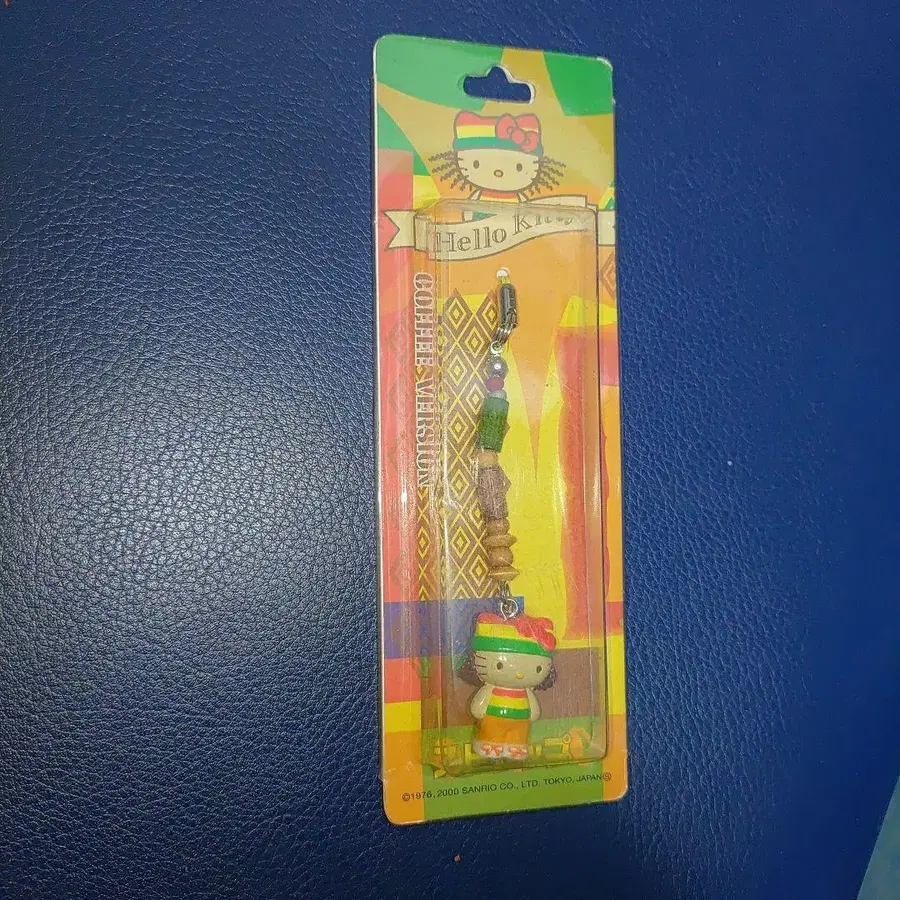 Hello Kitty
COFFEE VERSION
©1976, 2000 SANRIO CO., LTD. TOKYO, JAPAN Ⓢ